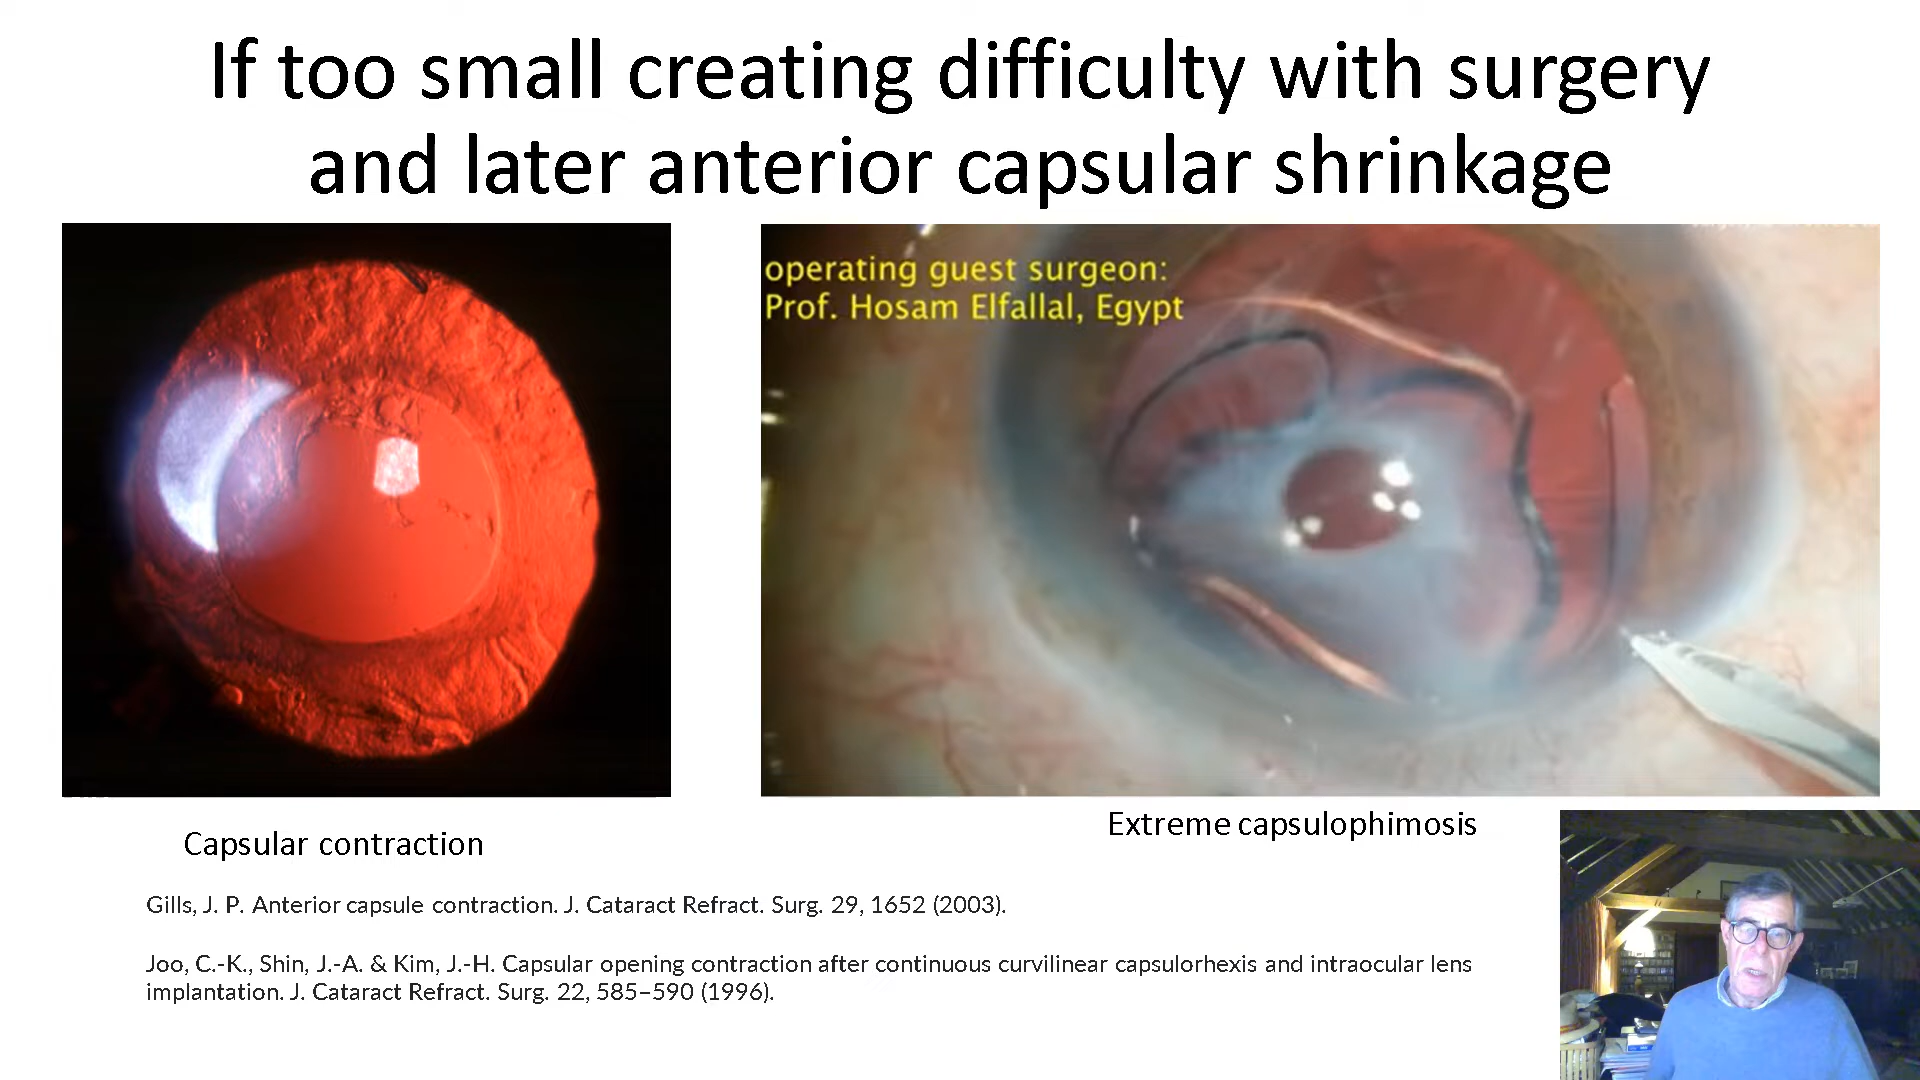 If too small creating difficulty with surgery
and later anterior capsular shrinkage
operating guest surgeon:
Prof. Hosam Elfallal, Egypt
Capsular contraction
Extreme capsulophimosis
Gills, J. P. Anterior capsule contraction. J. Cataract Refract. Surg. 29, 1652 (2003).
Joo, C.-K., Shin, J.-A. & Kim, J.-H. Capsular opening contraction after continuous curvilinear capsulorhexis and intraocular lens
implantation. J. Cataract Refract. Surg. 22, 585–590 (1996).